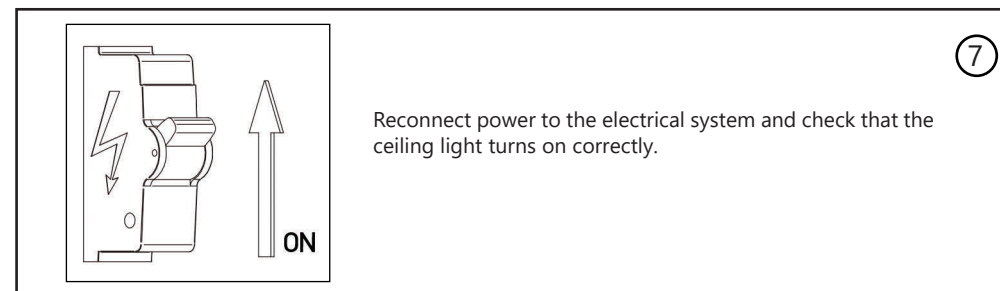 7
Reconnect power to the electrical system and check that the
ceiling light turns on correctly.
ON